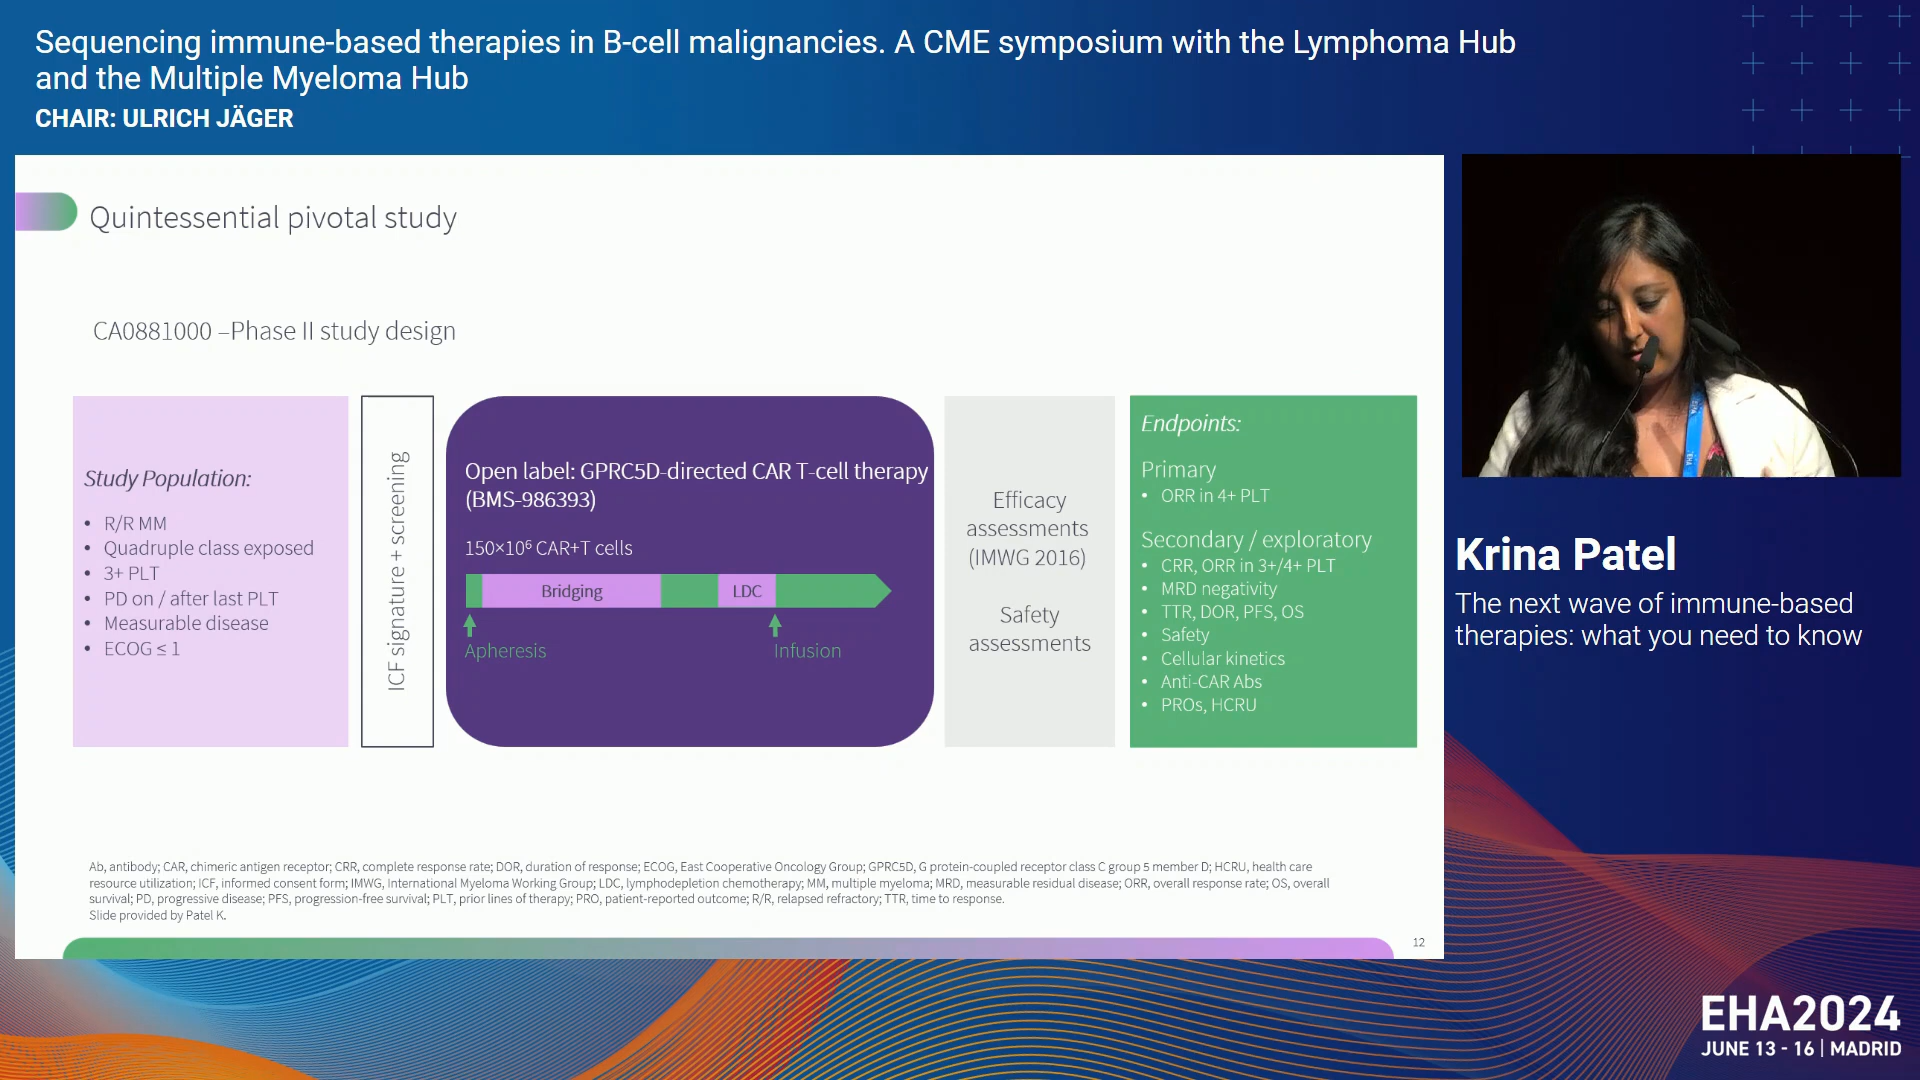 Sequencing immune-based therapies in B-cell malignancies. A CME symposium with the Lymphoma Hub
and the Multiple Myeloma Hub
CHAIR: ULRICH JÄGER
Quintessential pivotal study
CA0881000 –Phase II study design
Study Population:
• R/R MM
• Quadruple class exposed
• 3+ PLT
• PD on / after last PLT
• Measurable disease
• ECOG ≤ 1
ICF signature + screening
Open label: GPRC5D-directed CAR T-cell therapy
(BMS-986393)
150×10⁶ CAR+T cells
Bridging
LDC
Apheresis
Infusion
Efficacy
assessments
(IMWG 2016)
Safety
assessments
Endpoints:
Primary
• ORR in 4+ PLT
Secondary / exploratory
• CRR, ORR in 3+/4+ PLT
• MRD negativity
• TTR, DOR, PFS, OS
• Safety
• Cellular kinetics
• Anti-CAR Abs
• PROs, HCRU
Ab, antibody; CAR, chimeric antigen receptor; CRR, complete response rate; DOR, duration of response; ECOG, East Cooperative Oncology Group; GPRC5D, G protein-coupled receptor class C group 5 member D; HCRU, health care
resource utilization; ICF, informed consent form; IMWG, International Myeloma Working Group; LDC, lymphodepletion chemotherapy; MM, multiple myeloma; MRD, measurable residual disease; ORR, overall response rate; OS, overall
survival; PD, progressive disease; PFS, progression-free survival; PLT, prior lines of therapy; PRO, patient-reported outcome; R/R, relapsed refractory; TTR, time to response.
Slide provided by Patel K.
12
Krina Patel
The next wave of immune-based
therapies: what you need to know
EHA2024
JUNE 13 - 16 | MADRID